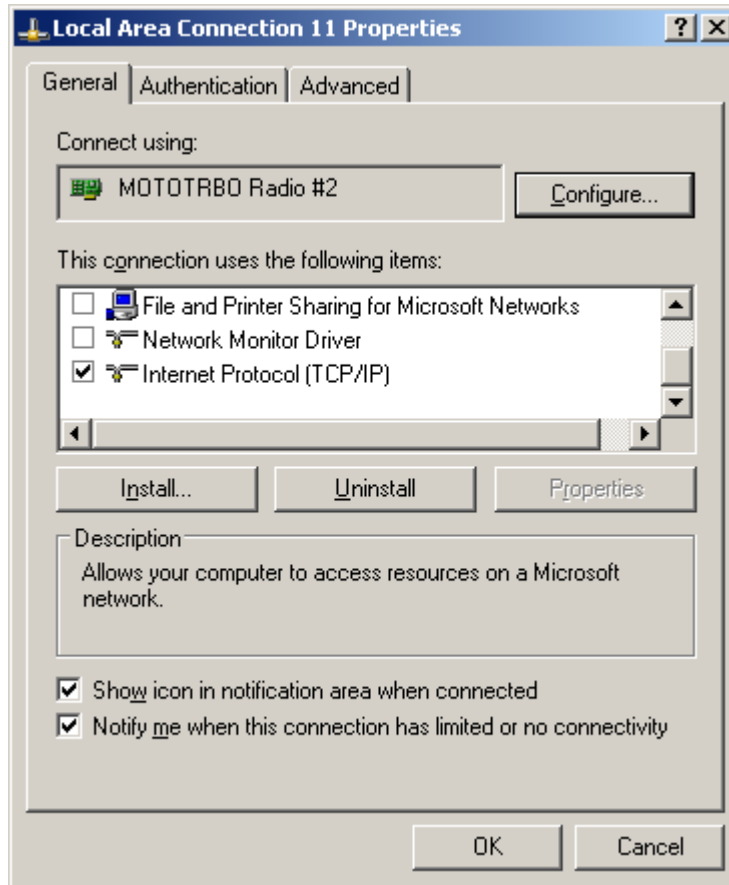 Local Area Connection 11 Properties
General
Authentication
Advanced
Connect using:
MOTOTRBO Radio #2
Configure...
This connection uses the following items:
File and Printer Sharing for Microsoft Networks
Network Monitor Driver
Internet Protocol (TCP/IP)
Install...
Uninstall
Properties
Description
Allows your computer to access resources on a Microsoft
network.
Show icon in notification area when connected
Notify me when this connection has limited or no connectivity
OK
Cancel